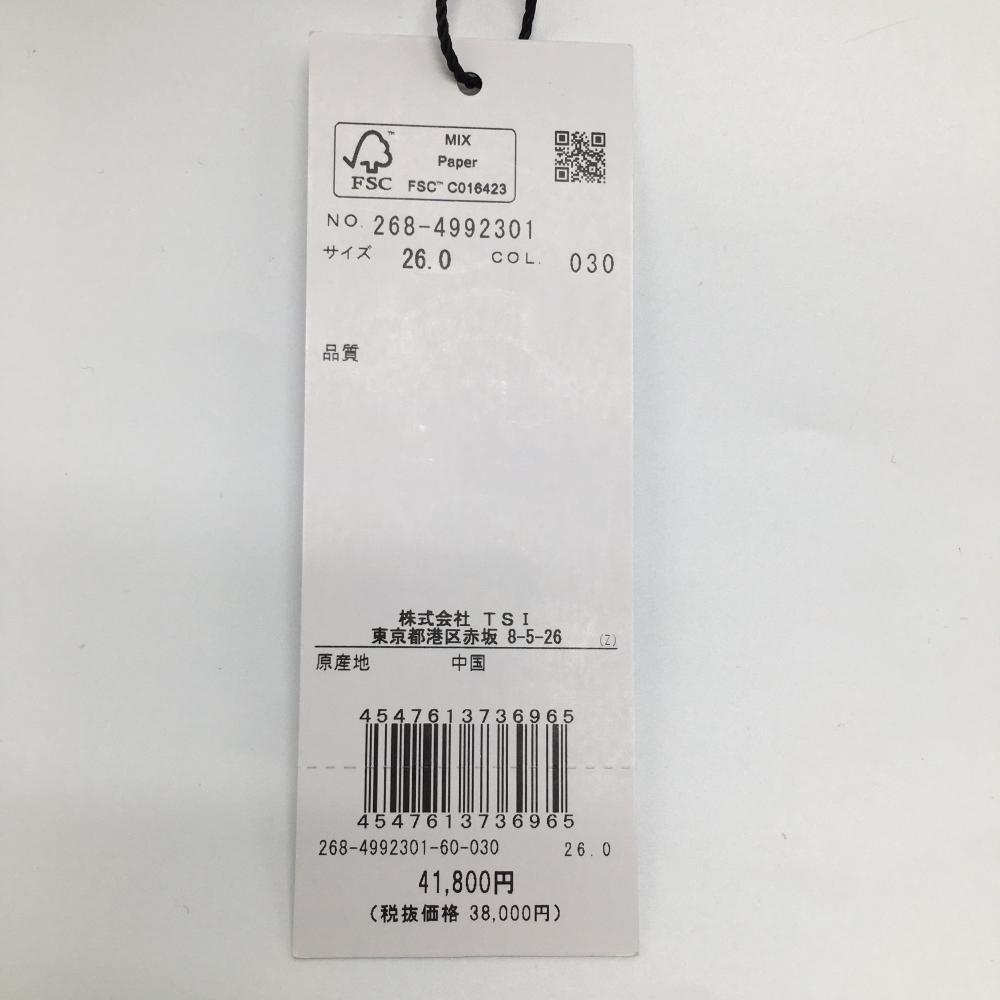 MIX
Paper
FSC™ C016423
FSC
NO. 268-4992301
サイズ 26.0 COL. 030
品質
株式会社 TSI
東京都港区赤坂 8-5-26 (Z)
原産地 中国
4547613736965
4547613736965
268-4992301-60-030 26.0
41,800円
(税抜価格 38,000円)